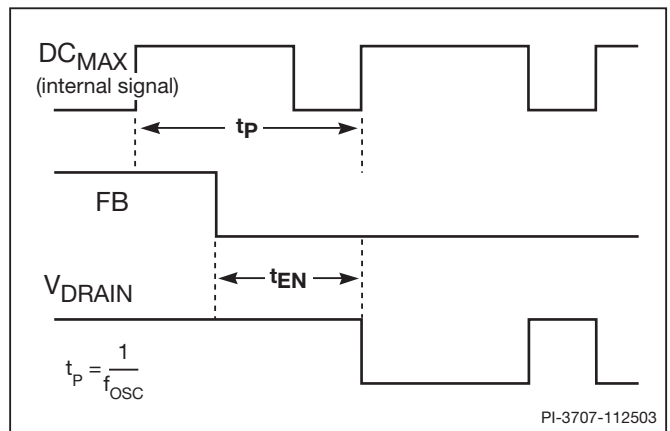 DCMAX
(internal signal)
tP
FB
tEN
VDRAIN
tP = 1/fOSC
PI-3707-112503